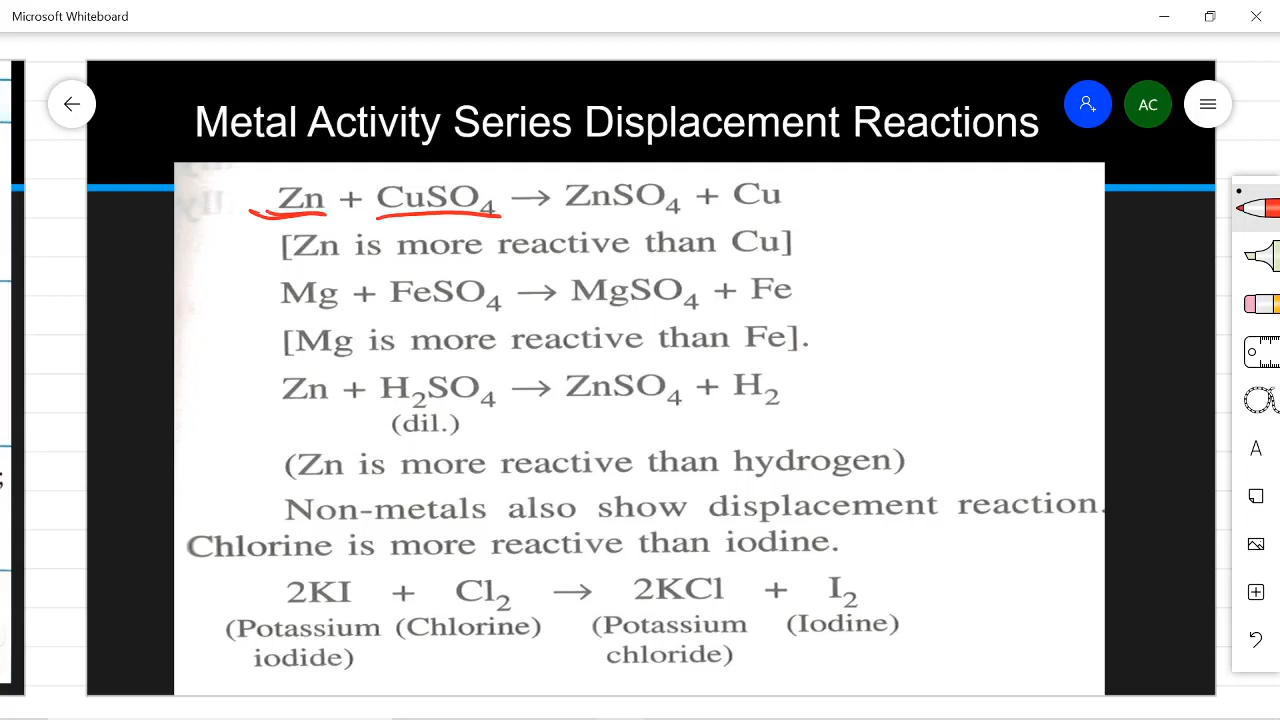 Microsoft Whiteboard
AC
Metal Activity Series Displacement Reactions
Zn + CuSO₄ → ZnSO₄ + Cu
[Zn is more reactive than Cu]
Mg + FeSO₄ → MgSO₄ + Fe
[Mg is more reactive than Fe].
Zn + H₂SO₄ → ZnSO₄ + H₂
(dil.)
(Zn is more reactive than hydrogen)
Non-metals also show displacement reaction.
Chlorine is more reactive than iodine.
2KI + Cl₂ → 2KCl + I₂
(Potassium (Chlorine) (Potassium (Iodine)
iodide) chloride)
;
A